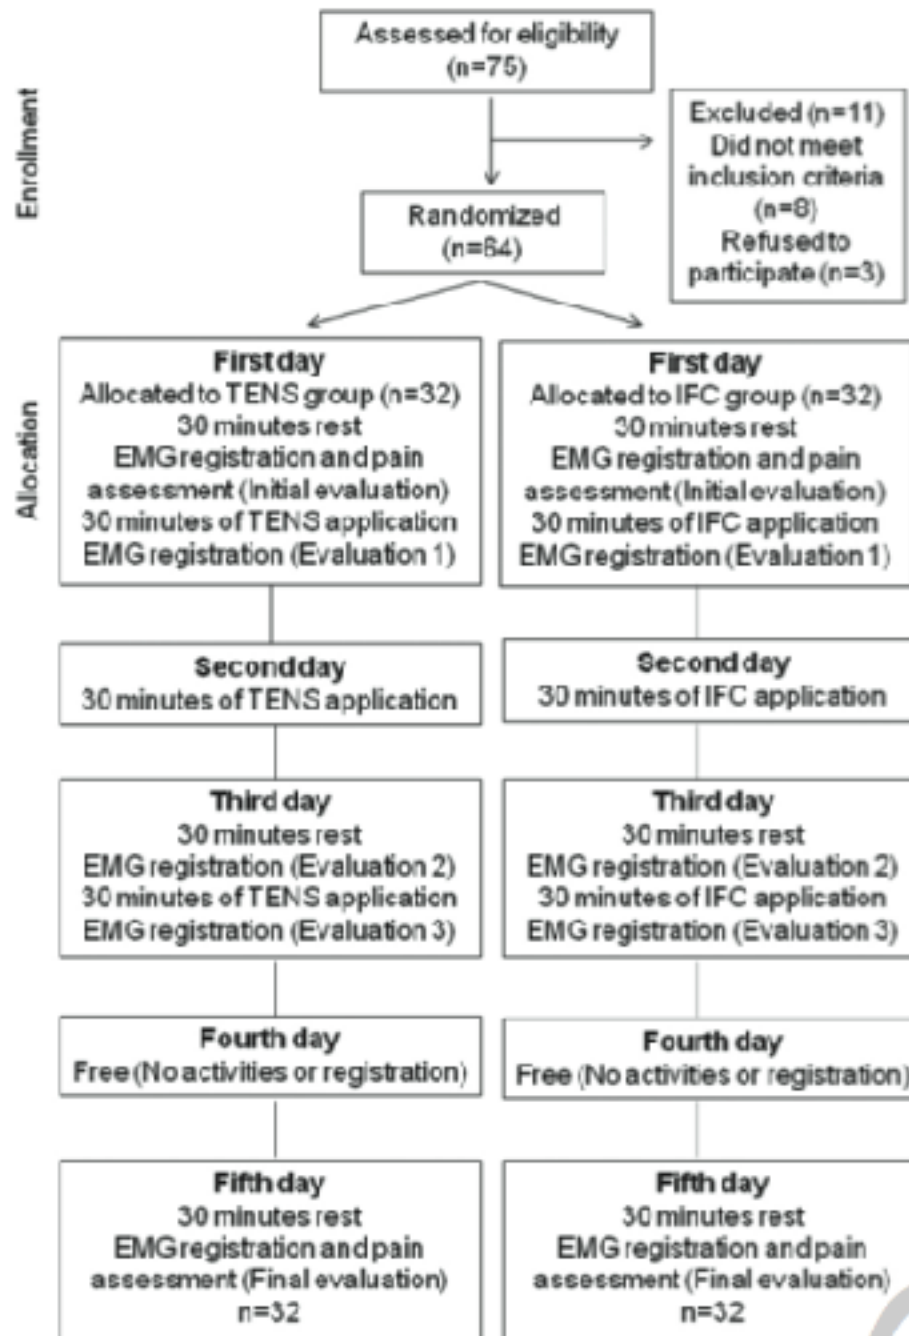 Assessed for eligibility
(n=75)
Enrollment
Excluded (n=11)
Did not meet
inclusion criteria
(n=8)
Refused to
participate (n=3)
Randomized
(n=64)
Allocation
First day
Allocated to TENS group (n=32)
30 minutes rest
EMG registration and pain
assessment (Initial evaluation)
30 minutes of TENS application
EMG registration (Evaluation 1)
First day
Allocated to IFC group (n=32)
30 minutes rest
EMG registration and pain
assessment (Initial evaluation)
30 minutes of IFC application
EMG registration (Evaluation 1)
Second day
30 minutes of TENS application
Second day
30 minutes of IFC application
Third day
30 minutes rest
EMG registration (Evaluation 2)
30 minutes of TENS application
EMG registration (Evaluation 3)
Third day
30 minutes rest
EMG registration (Evaluation 2)
30 minutes of IFC application
EMG registration (Evaluation 3)
Fourth day
Free (No activities or registration)
Fourth day
Free (No activities or registration)
Fifth day
30 minutes rest
EMG registration and pain
assessment (Final evaluation)
n=32
Fifth day
30 minutes rest
EMG registration and pain
assessment (Final evaluation)
n=32